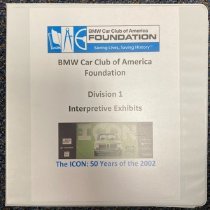 BMW Car Club of America
FOUNDATION
Saving Lives, Saving History
BMW Car Club of America
Foundation
Division 1
Interpretive Exhibits
ICON
The ICON: 50 Years of the 2002